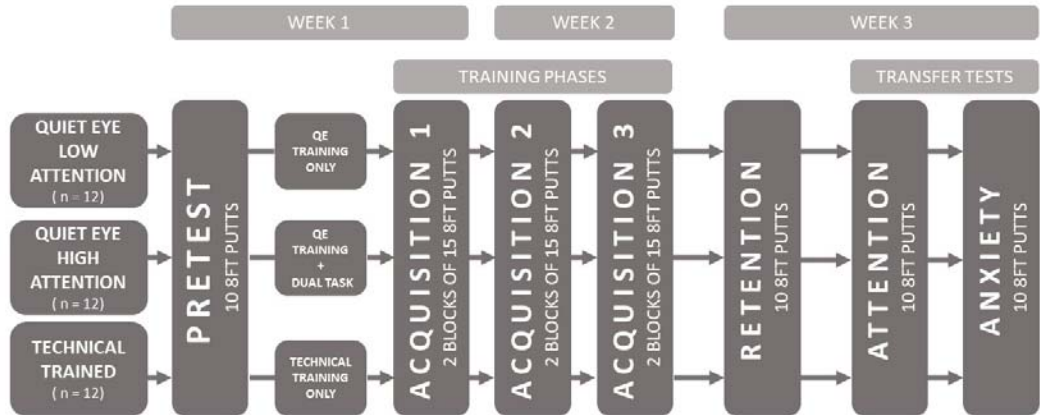 WEEK 1
WEEK 2
WEEK 3
TRAINING PHASES
TRANSFER TESTS
QUIET EYE
LOW
ATTENTION
( n = 12)
QUIET EYE
HIGH
ATTENTION
( n = 12)
TECHNICAL
TRAINED
( n = 12)
PRETEST
10 8FT PUTTS
QE
TRAINING
ONLY
QE
TRAINING
+
DUAL TASK
TECHNICAL
TRAINING
ONLY
ACQUISITION 1
2 BLOCKS OF 15 8FT PUTTS
ACQUISITION 2
2 BLOCKS OF 15 8FT PUTTS
ACQUISITION 3
2 BLOCKS OF 15 8FT PUTTS
RETENTION
10 8FT PUTTS
ATTENTION
10 8FT PUTTS
ANXIETY
10 8FT PUTTS